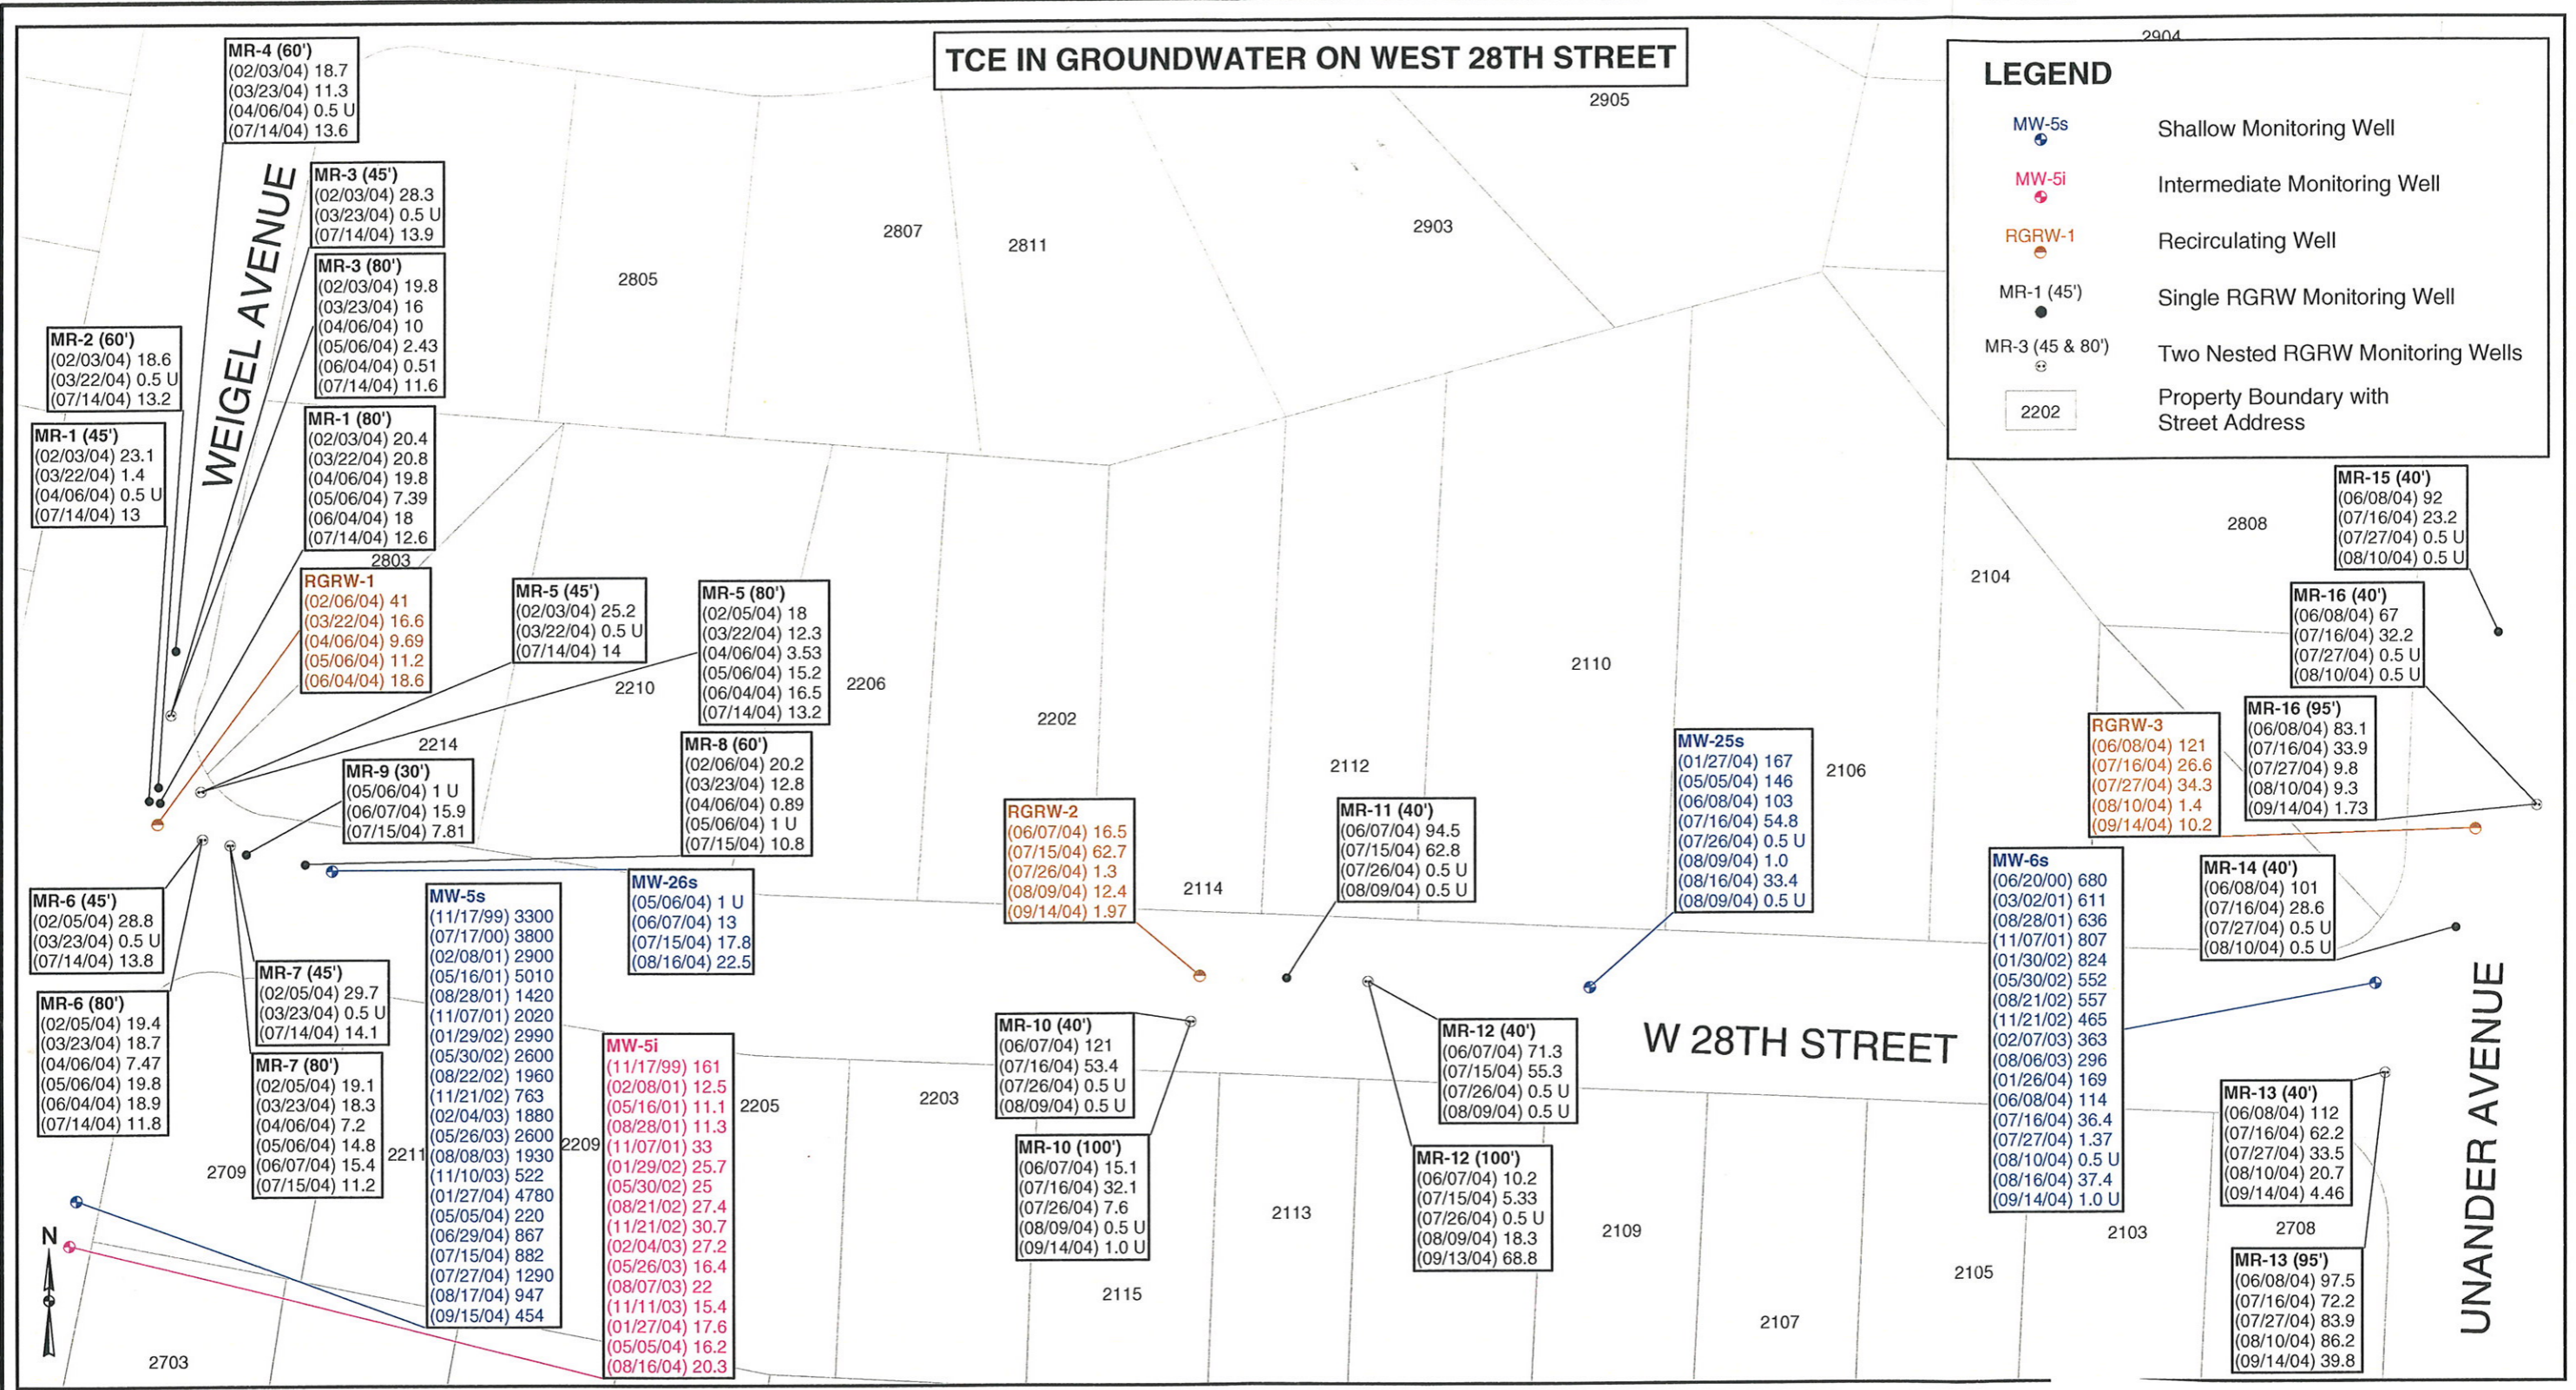 TCE IN GROUNDWATER ON WEST 28TH STREET
2904
LEGEND
MW-5s
Shallow Monitoring Well
MW-5i
Intermediate Monitoring Well
RGRW-1
Recirculating Well
MR-1 (45')
Single RGRW Monitoring Well
MR-3 (45 & 80')
Two Nested RGRW Monitoring Wells
2202
Property Boundary with
Street Address
MR-4 (60')
(02/03/04) 18.7
(03/23/04) 11.3
(04/06/04) 0.5 U
(07/14/04) 13.6
WEIGEL AVENUE
MR-3 (45')
(02/03/04) 28.3
(03/23/04) 0.5 U
(07/14/04) 13.9
MR-3 (80')
(02/03/04) 19.8
(03/23/04) 16
(04/06/04) 10
(05/06/04) 2.43
(06/04/04) 0.51
(07/14/04) 11.6
MR-2 (60')
(02/03/04) 18.6
(03/22/04) 0.5 U
(07/14/04) 13.2
MR-1 (45')
(02/03/04) 23.1
(03/22/04) 1.4
(04/06/04) 0.5 U
(07/14/04) 13
MR-1 (80')
(02/03/04) 20.4
(03/22/04) 20.8
(04/06/04) 19.8
(05/06/04) 7.39
(06/04/04) 18
(07/14/04) 12.6
2803
RGRW-1
(02/06/04) 41
(03/22/04) 16.6
(04/06/04) 9.69
(05/06/04) 11.2
(06/04/04) 18.6
2805
2807
2811
2903
2905
MR-5 (45')
(02/03/04) 25.2
(03/22/04) 0.5 U
(07/14/04) 14
2210
MR-5 (80')
(02/05/04) 18
(03/22/04) 12.3
(04/06/04) 3.53
(05/06/04) 15.2
(06/04/04) 16.5
(07/14/04) 13.2
2206
2214
MR-9 (30')
(05/06/04) 1 U
(06/07/04) 15.9
(07/15/04) 7.81
MR-8 (60')
(02/06/04) 20.2
(03/23/04) 12.8
(04/06/04) 0.89
(05/06/04) 1 U
(07/15/04) 10.8
MW-26s
(05/06/04) 1 U
(06/07/04) 13
(07/15/04) 17.8
(08/16/04) 22.5
MR-6 (45')
(02/05/04) 28.8
(03/23/04) 0.5 U
(07/14/04) 13.8
MR-6 (80')
(02/05/04) 19.4
(03/23/04) 18.7
(04/06/04) 7.47
(05/06/04) 19.8
(06/04/04) 18.9
(07/14/04) 11.8
MR-7 (45')
(02/05/04) 29.7
(03/23/04) 0.5 U
(07/14/04) 14.1
MR-7 (80')
(02/05/04) 19.1
(03/23/04) 18.3
(04/06/04) 7.2
(05/06/04) 14.8
(06/07/04) 15.4
(07/15/04) 11.2
2709
2211
N
2703
MW-5s
(11/17/99) 3300
(07/17/00) 3800
(02/08/01) 2900
(05/16/01) 5010
(08/28/01) 1420
(11/07/01) 2020
(01/29/02) 2990
(05/30/02) 2600
(08/22/02) 1960
(11/21/02) 763
(02/04/03) 1880
(05/26/03) 2600
(08/08/03) 1930
(11/10/03) 522
(01/27/04) 4780
(05/05/04) 220
(06/29/04) 867
(07/15/04) 882
(07/27/04) 1290
(08/17/04) 947
(09/15/04) 454
2209
MW-5i
(11/17/99) 161
(02/08/01) 12.5
(05/16/01) 11.1
(08/28/01) 11.3
(11/07/01) 33
(01/29/02) 25.7
(05/30/02) 25
(08/21/02) 27.4
(11/21/02) 30.7
(02/04/03) 27.2
(05/26/03) 16.4
(08/07/03) 22
(11/11/03) 15.4
(01/27/04) 17.6
(05/05/04) 16.2
(08/16/04) 20.3
2205
2203
2202
RGRW-2
(06/07/04) 16.5
(07/15/04) 62.7
(07/26/04) 1.3
(08/09/04) 12.4
(09/14/04) 1.97
2114
2112
MR-11 (40')
(06/07/04) 94.5
(07/15/04) 62.8
(07/26/04) 0.5 U
(08/09/04) 0.5 U
MR-10 (40')
(06/07/04) 121
(07/16/04) 53.4
(07/26/04) 0.5 U
(08/09/04) 0.5 U
MR-10 (100')
(06/07/04) 15.1
(07/16/04) 32.1
(07/26/04) 7.6
(08/09/04) 0.5 U
(09/14/04) 1.0 U
2115
2113
MR-12 (40')
(06/07/04) 71.3
(07/15/04) 55.3
(07/26/04) 0.5 U
(08/09/04) 0.5 U
MR-12 (100')
(06/07/04) 10.2
(07/15/04) 5.33
(07/26/04) 0.5 U
(08/09/04) 18.3
(09/13/04) 68.8
2109
2107
2105
2110
MW-25s
(01/27/04) 167
(05/05/04) 146
(06/08/04) 103
(07/16/04) 54.8
(07/26/04) 0.5 U
(08/09/04) 1.0
(08/16/04) 33.4
(08/09/04) 0.5 U
2106
2104
W 28TH STREET
MW-6s
(06/20/00) 680
(03/02/01) 611
(08/28/01) 636
(11/07/01) 807
(01/30/02) 824
(05/30/02) 552
(08/21/02) 557
(11/21/02) 465
(02/07/03) 363
(08/06/03) 296
(01/26/04) 169
(06/08/04) 114
(07/16/04) 36.4
(07/27/04) 1.37
(08/10/04) 0.5 U
(08/16/04) 37.4
(09/14/04) 1.0 U
2103
RGRW-3
(06/08/04) 121
(07/16/04) 26.6
(07/27/04) 34.3
(08/10/04) 1.4
(09/14/04) 10.2
2808
MR-15 (40')
(06/08/04) 92
(07/16/04) 23.2
(07/27/04) 0.5 U
(08/10/04) 0.5 U
MR-16 (40')
(06/08/04) 67
(07/16/04) 32.2
(07/27/04) 0.5 U
(08/10/04) 0.5 U
MR-16 (95')
(06/08/04) 83.1
(07/16/04) 33.9
(07/27/04) 9.8
(08/10/04) 9.3
(09/14/04) 1.73
MR-14 (40')
(06/08/04) 101
(07/16/04) 28.6
(07/27/04) 0.5 U
(08/10/04) 0.5 U
MR-13 (40')
(06/08/04) 112
(07/16/04) 62.2
(07/27/04) 33.5
(08/10/04) 20.7
(09/14/04) 4.46
2708
MR-13 (95')
(06/08/04) 97.5
(07/16/04) 72.2
(07/27/04) 83.9
(08/10/04) 86.2
(09/14/04) 39.8
UNANDER AVENUE